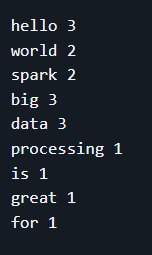 hello 3
world 2
spark 2
big 3
data 3
processing 1
is 1
great 1
for 1